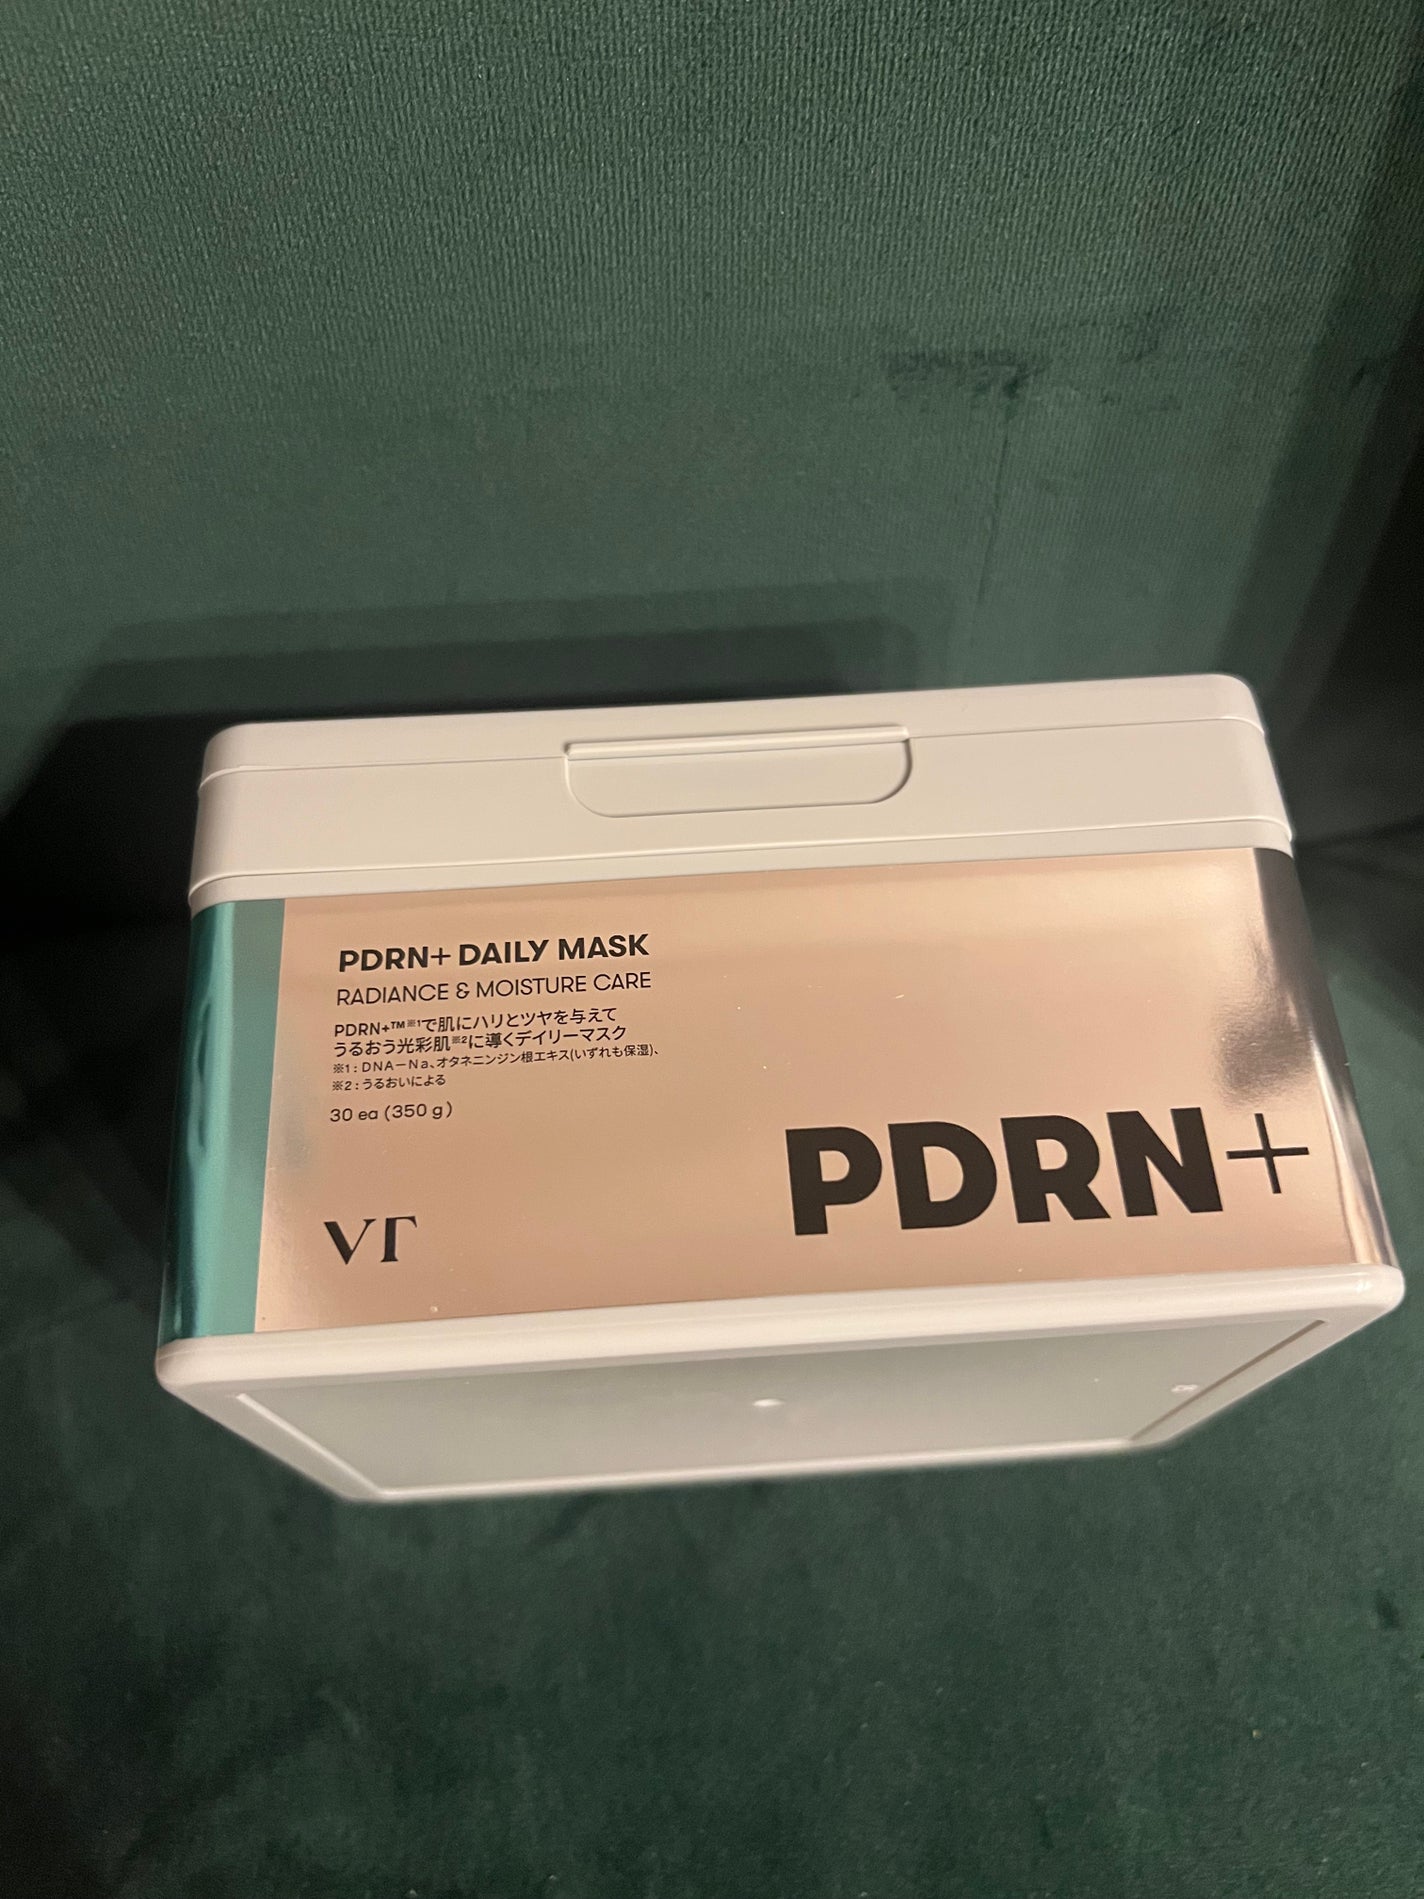 PDRN+ DAILY MASK
RADIANCE & MOISTURE CARE
PDRN+™※1で肌にハリとツヤを与えて
うるおう光彩肌※2に導くデイリーマスク
※1 : DNA－Na、オタネニンジン根エキス(いずれも保湿)、
※2 : うるおいによる
30 ea (350 g)
PDRN+
VT